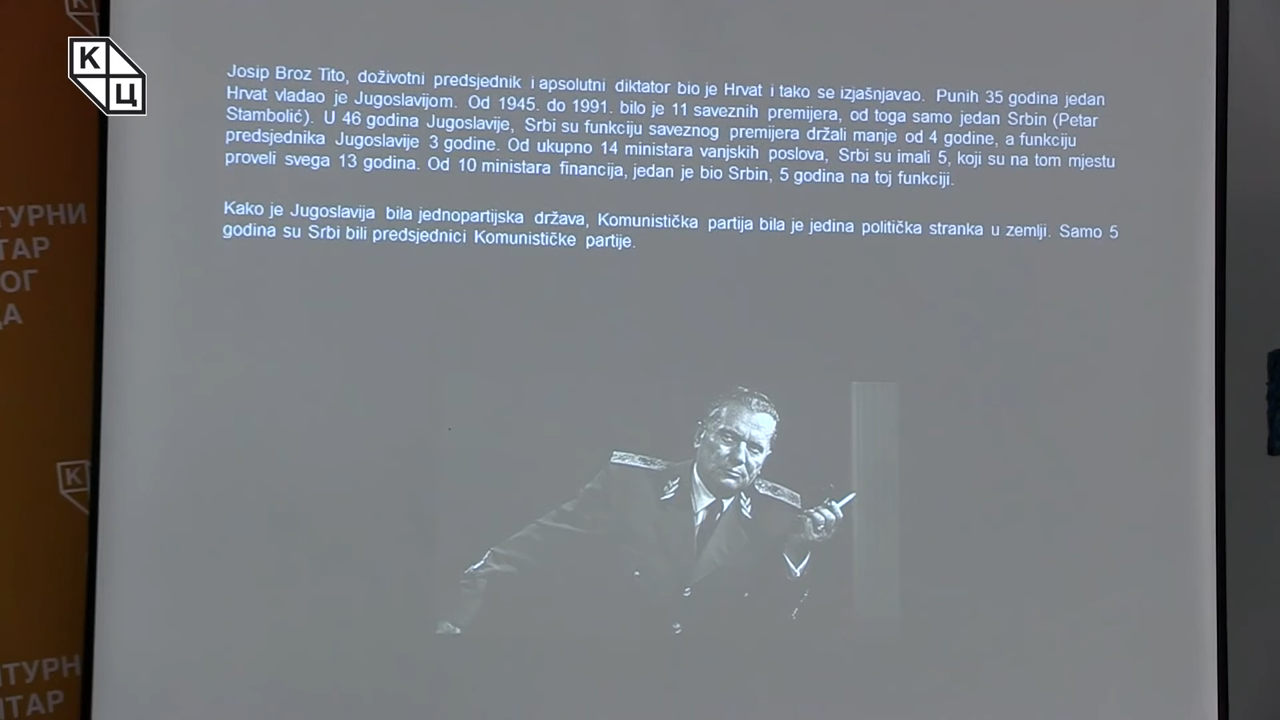 К
Ц
Josip Broz Tito, doživotni predsjednik i apsolutni diktator bio je Hrvat i tako se izjašnjavao. Punih 35 godina jedan
Hrvat vladao je Jugoslavijom. Od 1945. do 1991. bilo je 11 saveznih premijera, od toga samo jedan Srbin (Petar
Stambolić). U 46 godina Jugoslavije, Srbi su funkciju saveznog premijera držali manje od 4 godine, a funkciju
predsjednika Jugoslavije 3 godine. Od ukupno 14 ministara vanjskih poslova, Srbi su imali 5, koji su na tom mjestu
proveli svega 13 godina. Od 10 ministara financija, jedan je bio Srbin, 5 godina na toj funkciji.
Kako je Jugoslavija bila jednopartijska država, Komunistička partija bila je jedina politička stranka u zemlji. Samo 5
godina su Srbi bili predsjednici Komunističke partije.
ТУРНИ
ТАР
ОГ
ДА
К
ТУРН
НТАР